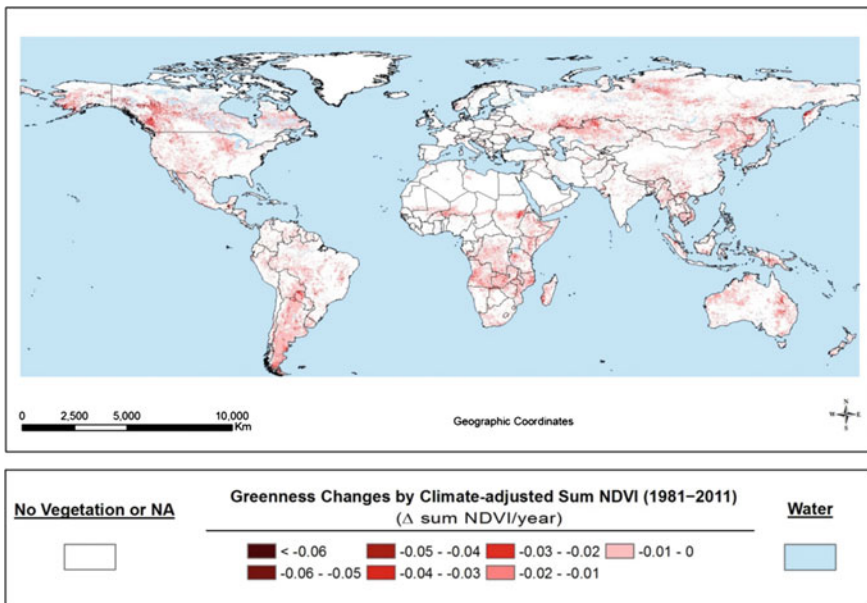 N
W E
S
0 2,500 5,000 10,000
Km
Geographic Coordinates
No Vegetation or NA
Greenness Changes by Climate-adjusted Sum NDVI (1981–2011)
(Δ sum NDVI/year)
Water
< -0.06 -0.05 - -0.04 -0.03 - -0.02 -0.01 - 0
-0.06 - -0.05 -0.04 - -0.03 -0.02 - -0.01